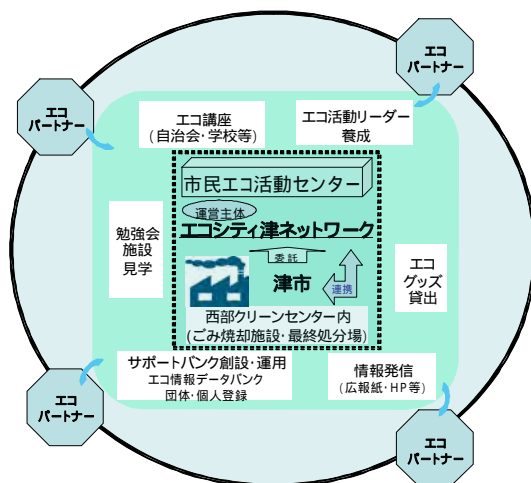 エコ
パートナー
エコ
パートナー
エコ講座
(自治会・学校等)
エコ活動リーダー
養成
市民エコ活動センター
運営主体
エコシティ津ネットワーク
委託
津市
連携
勉強会
施設
見学
エコ
グッズ
貸出
西部クリーンセンター内
(ごみ焼却施設・最終処分場)
サポートバンク創設・運用
エコ情報データバンク
団体・個人登録
情報発信
(広報紙・HP等)
エコ
パートナー
エコ
パートナー